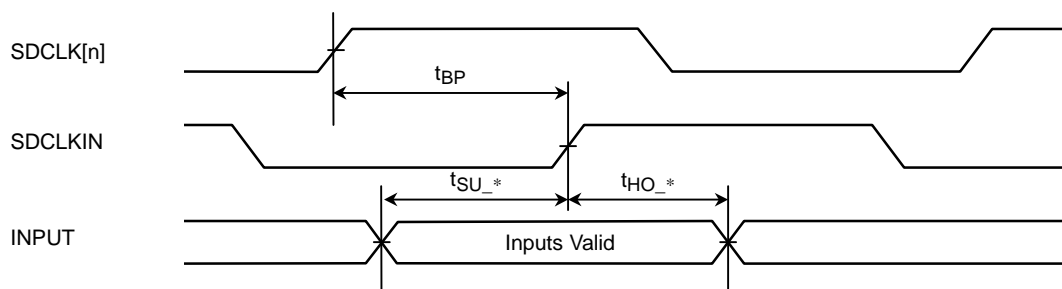 SDCLK[n]
tBP
SDCLKIN
tSU_* tHO_*
INPUT
Inputs Valid